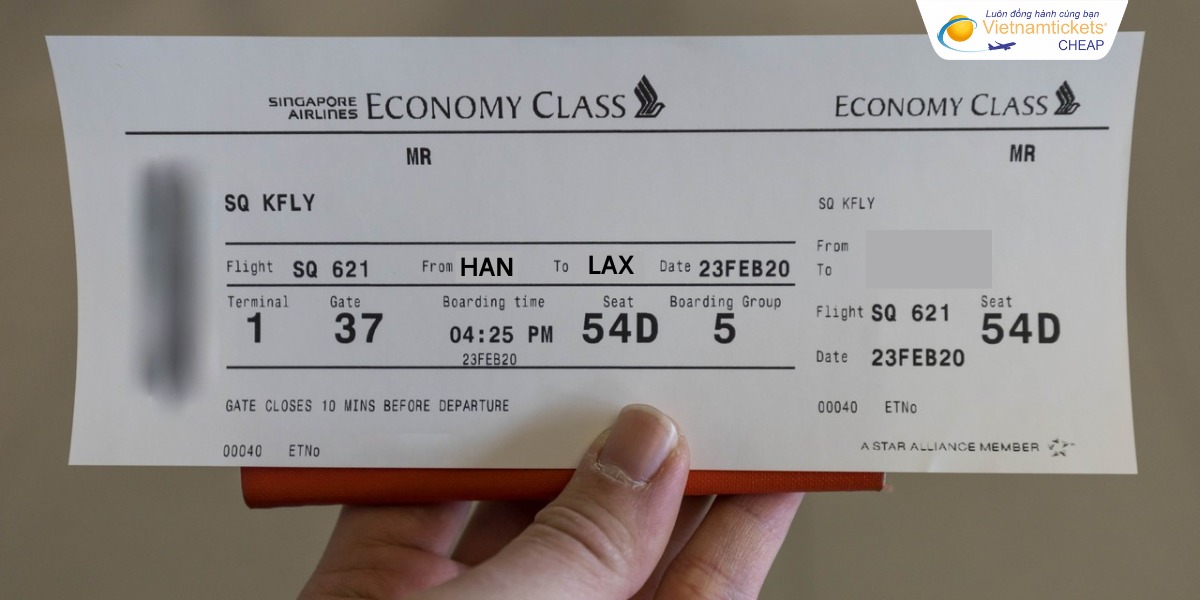 Luôn đồng hành cùng bạn
Vietnamtickets
CHEAP
SINGAPORE AIRLINES ECONOMY CLASS
MR
SQ KFLY
Flight SQ 621 From HAN To LAX Date 23FEB20
Terminal Gate Boarding time Seat Boarding Group
1 37 04:25 PM 54D 5
23FEB20
GATE CLOSES 10 MINS BEFORE DEPARTURE
00040 ETNo
ECONOMY CLASS
MR
SQ KFLY
From
To
Flight SQ 621 Seat 54D
Date 23FEB20
00040 ETNo
A STAR ALLIANCE MEMBER